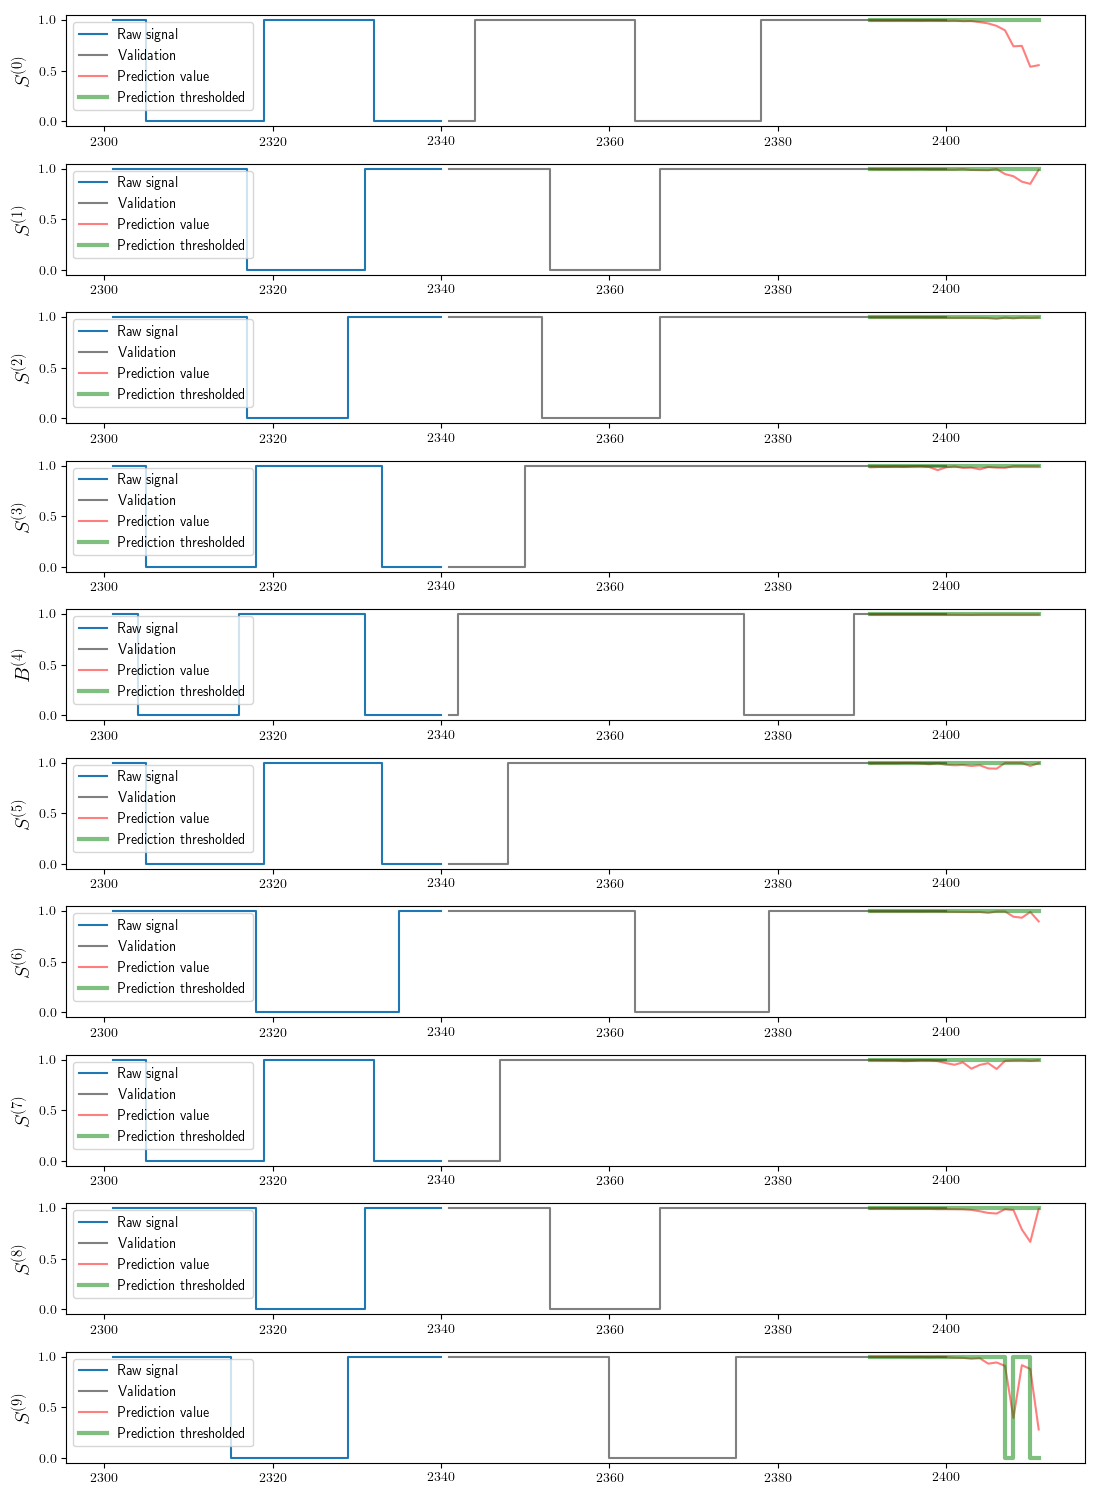 1.0
0.5
0.0
S^(0)
Raw signal
Validation
Prediction value
Prediction thresholded
2300 2320 2340 2360 2380 2400
1.0
0.5
0.0
S^(1)
Raw signal
Validation
Prediction value
Prediction thresholded
2300 2320 2340 2360 2380 2400
1.0
0.5
0.0
S^(2)
Raw signal
Validation
Prediction value
Prediction thresholded
2300 2320 2340 2360 2380 2400
1.0
0.5
0.0
S^(3)
Raw signal
Validation
Prediction value
Prediction thresholded
2300 2320 2340 2360 2380 2400
1.0
0.5
0.0
B^(4)
Raw signal
Validation
Prediction value
Prediction thresholded
2300 2320 2340 2360 2380 2400
1.0
0.5
0.0
S^(5)
Raw signal
Validation
Prediction value
Prediction thresholded
2300 2320 2340 2360 2380 2400
1.0
0.5
0.0
S^(6)
Raw signal
Validation
Prediction value
Prediction thresholded
2300 2320 2340 2360 2380 2400
1.0
0.5
0.0
S^(7)
Raw signal
Validation
Prediction value
Prediction thresholded
2300 2320 2340 2360 2380 2400
1.0
0.5
0.0
S^(8)
Raw signal
Validation
Prediction value
Prediction thresholded
2300 2320 2340 2360 2380 2400
1.0
0.5
0.0
S^(9)
Raw signal
Validation
Prediction value
Prediction thresholded
2300 2320 2340 2360 2380 2400